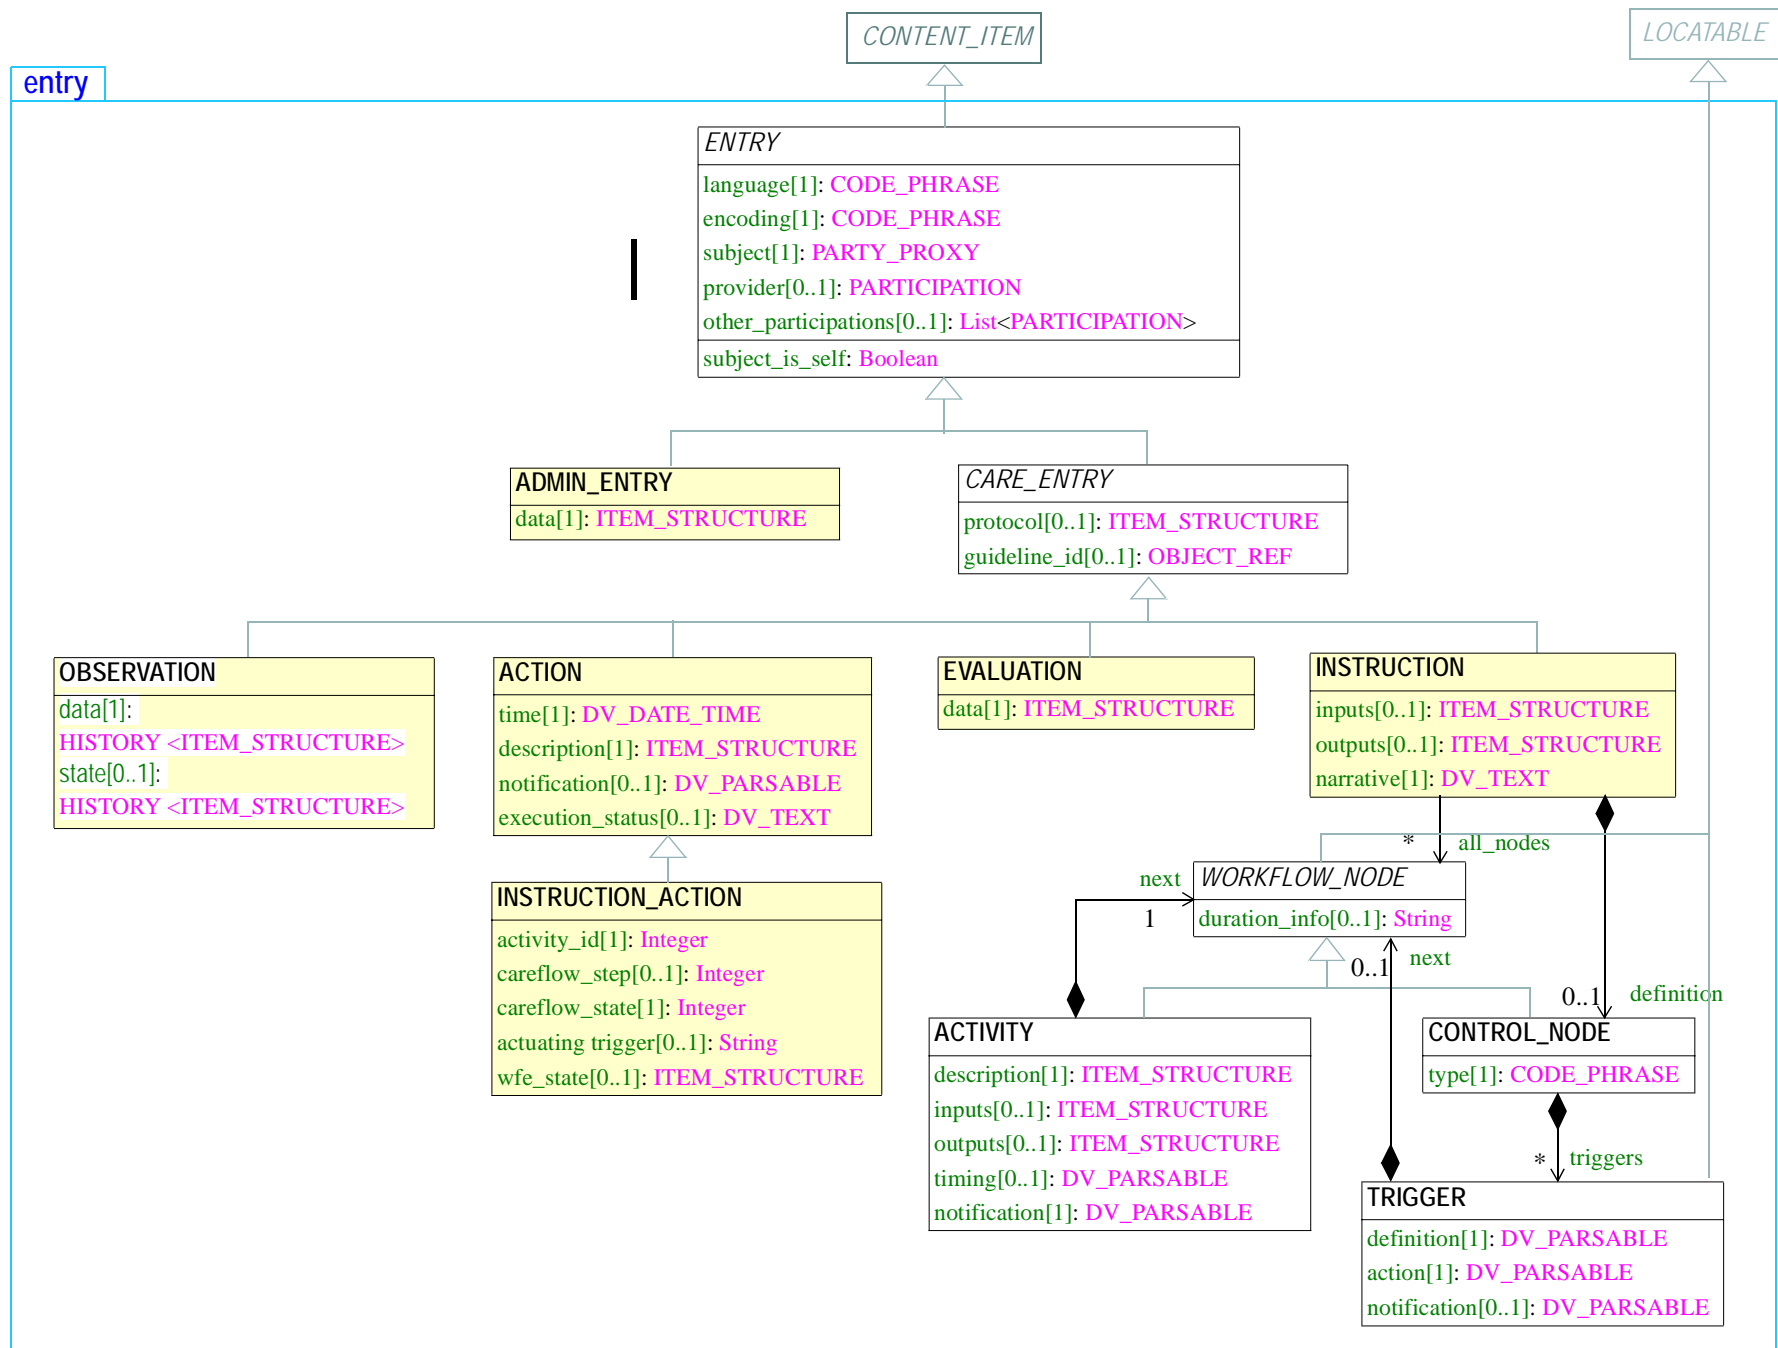 CONTENT_ITEM
LOCATABLE
entry
ENTRY
language[1]: CODE_PHRASE
encoding[1]: CODE_PHRASE
subject[1]: PARTY_PROXY
provider[0..1]: PARTICIPATION
other_participations[0..1]: List<PARTICIPATION>
subject_is_self: Boolean
ADMIN_ENTRY
data[1]: ITEM_STRUCTURE
CARE_ENTRY
protocol[0..1]: ITEM_STRUCTURE
guideline_id[0..1]: OBJECT_REF
OBSERVATION
data[1]:
HISTORY <ITEM_STRUCTURE>
state[0..1]:
HISTORY <ITEM_STRUCTURE>
ACTION
time[1]: DV_DATE_TIME
description[1]: ITEM_STRUCTURE
notification[0..1]: DV_PARSABLE
execution_status[0..1]: DV_TEXT
EVALUATION
data[1]: ITEM_STRUCTURE
INSTRUCTION
inputs[0..1]: ITEM_STRUCTURE
outputs[0..1]: ITEM_STRUCTURE
narrative[1]: DV_TEXT
* all_nodes
INSTRUCTION_ACTION
activity_id[1]: Integer
careflow_step[0..1]: Integer
careflow_state[1]: Integer
actuating trigger[0..1]: String
wfe_state[0..1]: ITEM_STRUCTURE
next
1
WORKFLOW_NODE
duration_info[0..1]: String
0..1 next
0..1 definition
ACTIVITY
description[1]: ITEM_STRUCTURE
inputs[0..1]: ITEM_STRUCTURE
outputs[0..1]: ITEM_STRUCTURE
timing[0..1]: DV_PARSABLE
notification[1]: DV_PARSABLE
CONTROL_NODE
type[1]: CODE_PHRASE
* triggers
TRIGGER
definition[1]: DV_PARSABLE
action[1]: DV_PARSABLE
notification[0..1]: DV_PARSABLE